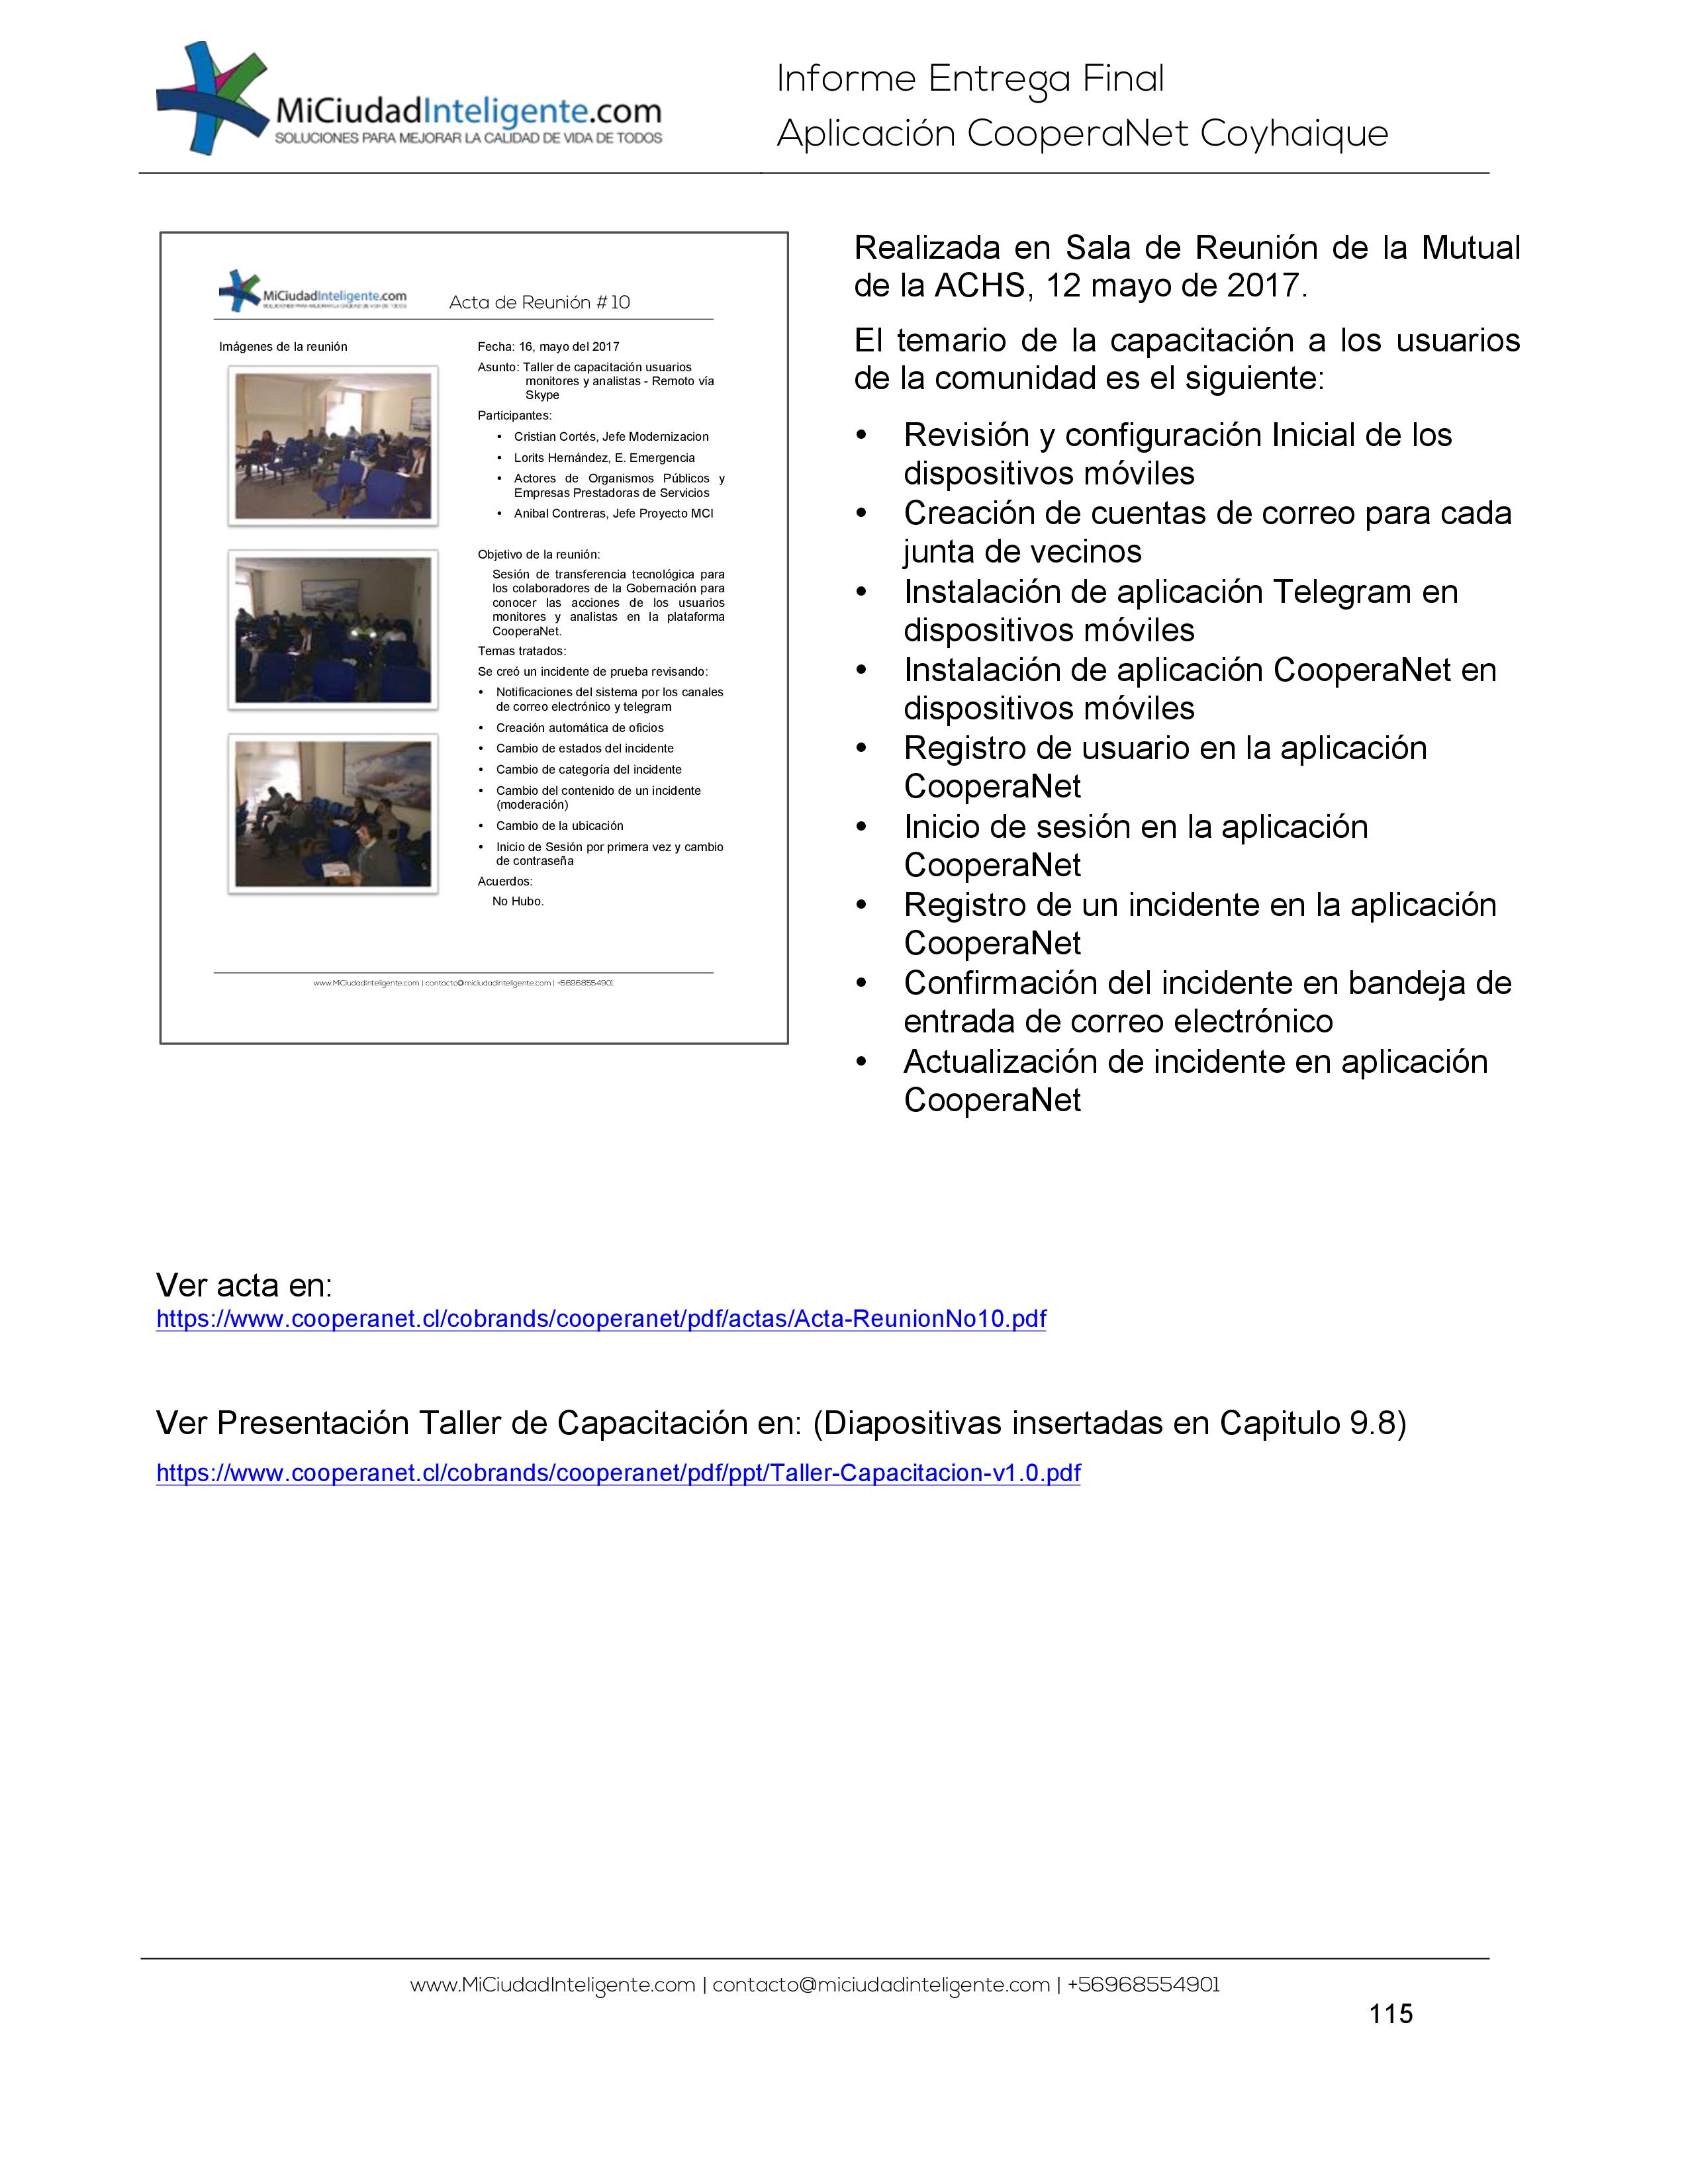 MiCiudadInteligente.com
SOLUCIONES PARA MEJORAR LA CALIDAD DE VIDA DE TODOS
Informe Entrega Final
Aplicación CooperaNet Coyhaique
MiCiudadInteligente.com
SOLUCIONES PARA MEJORAR LA CALIDAD DE VIDA DE TODOS
Acta de Reunión #10
Imágenes de la reunión
Fecha: 16, mayo del 2017
Asunto: Taller de capacitación usuarios
monitores y analistas - Remoto vía
Skype
Participantes:
• Cristian Cortés, Jefe Modernizacion
• Lorits Hernández, E. Emergencia
• Actores de Organismos Públicos y
Empresas Prestadoras de Servicios
• Anibal Contreras, Jefe Proyecto MCI
Objetivo de la reunión:
Sesión de transferencia tecnológica para
los colaboradores de la Gobernación para
conocer las acciones de los usuarios
monitores y analistas en la plataforma
CooperaNet.
Temas tratados:
Se creó un incidente de prueba revisando:
• Notificaciones del sistema por los canales
de correo electrónico y telegram
• Creación automática de oficios
• Cambio de estados del incidente
• Cambio de categoría del incidente
• Cambio del contenido de un incidente
(moderación)
• Cambio de la ubicación
• Inicio de Sesión por primera vez y cambio
de contraseña
Acuerdos:
No Hubo.
www.MiCiudadInteligente.com | contacto@miciudadinteligente.com | +56968554901
Realizada en Sala de Reunión de la Mutual
de la ACHS, 12 mayo de 2017.
El temario de la capacitación a los usuarios
de la comunidad es el siguiente:
• Revisión y configuración Inicial de los
dispositivos móviles
• Creación de cuentas de correo para cada
junta de vecinos
• Instalación de aplicación Telegram en
dispositivos móviles
• Instalación de aplicación CooperaNet en
dispositivos móviles
• Registro de usuario en la aplicación
CooperaNet
• Inicio de sesión en la aplicación
CooperaNet
• Registro de un incidente en la aplicación
CooperaNet
• Confirmación del incidente en bandeja de
entrada de correo electrónico
• Actualización de incidente en aplicación
CooperaNet
Ver acta en:
https://www.cooperanet.cl/cobrands/cooperanet/pdf/actas/Acta-ReunionNo10.pdf
Ver Presentación Taller de Capacitación en: (Diapositivas insertadas en Capitulo 9.8)
https://www.cooperanet.cl/cobrands/cooperanet/pdf/ppt/Taller-Capacitacion-v1.0.pdf
www.MiCiudadInteligente.com | contacto@miciudadinteligente.com | +56968554901
115